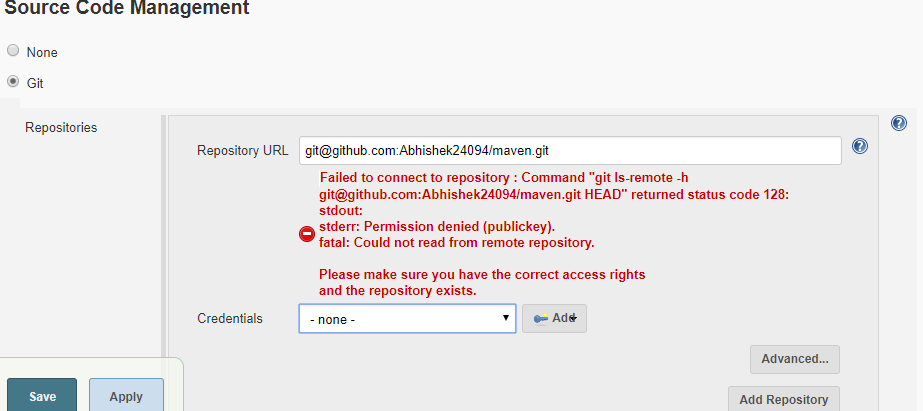 Source Code Management
None
Git
Repositories
Repository URL
git@github.com:Abhishek24094/maven.git
Failed to connect to repository : Command "git ls-remote -h
git@github.com:Abhishek24094/maven.git HEAD" returned status code 128:
stdout:
stderr: Permission denied (publickey).
fatal: Could not read from remote repository.
Please make sure you have the correct access rights
and the repository exists.
Credentials
- none -
Add
Advanced...
Save
Apply
Add Repository